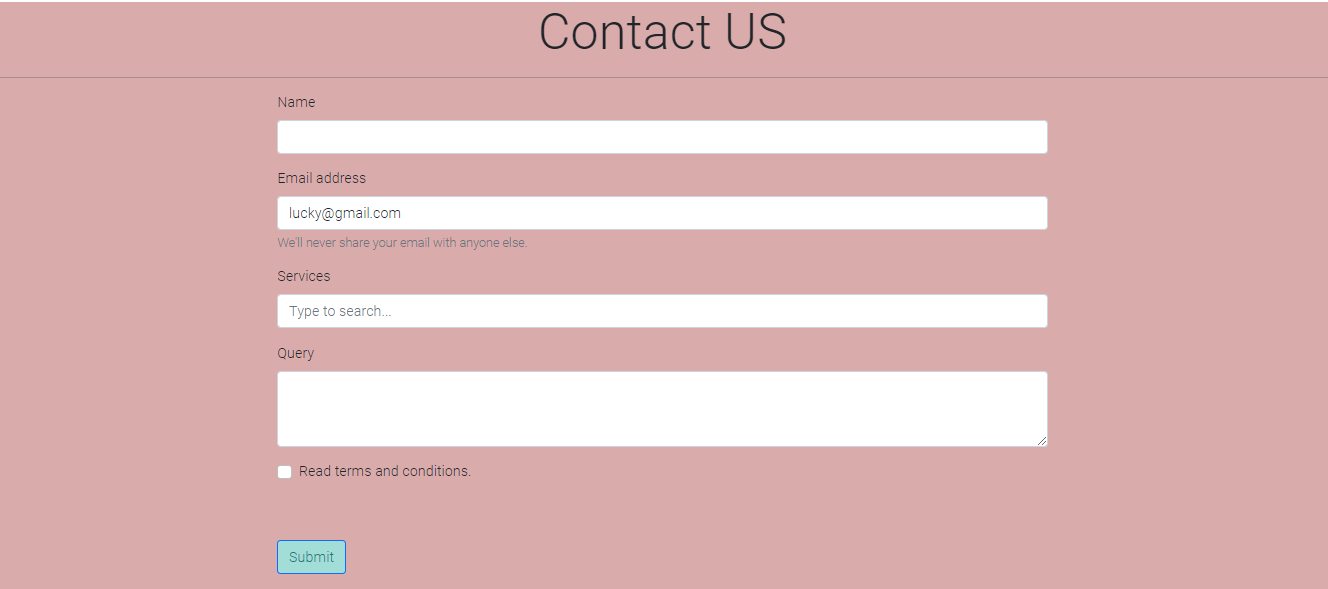 Contact US
Name
Email address
lucky@gmail.com
We'll never share your email with anyone else.
Services
Type to search...
Query
Read terms and conditions.
Submit